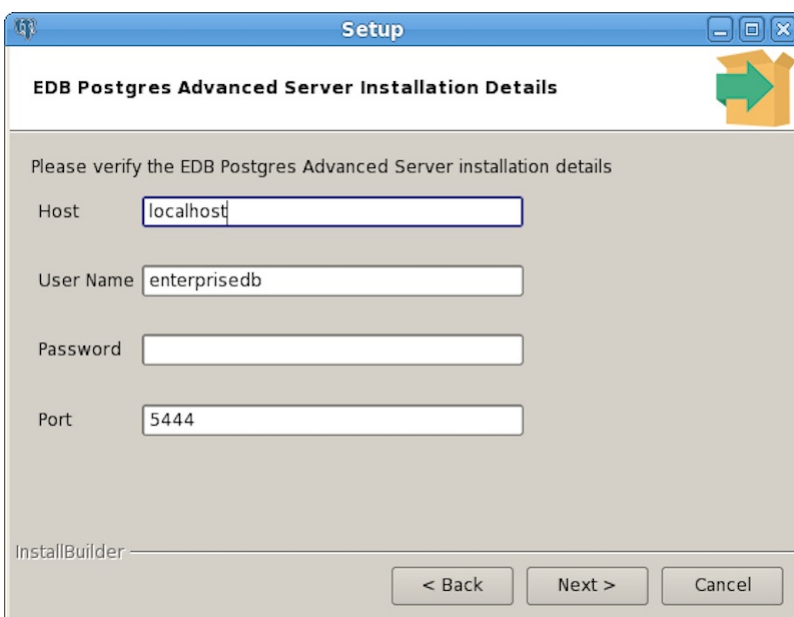 Setup
EDB Postgres Advanced Server Installation Details
Please verify the EDB Postgres Advanced Server installation details
Host localhost
User Name enterprisedb
Password
Port 5444
InstallBuilder
< Back Next > Cancel